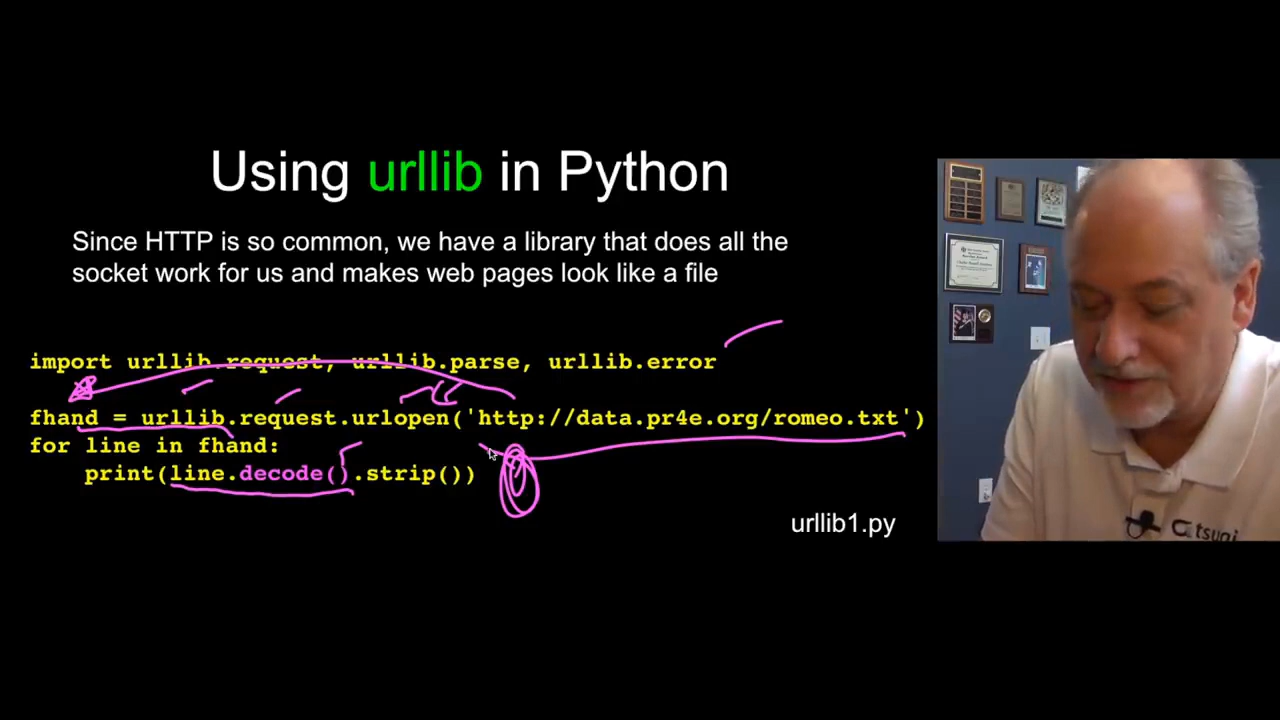 Using urllib in Python
Since HTTP is so common, we have a library that does all the
socket work for us and makes web pages look like a file
import urllib.request, urllib.parse, urllib.error
fhand = urllib.request.urlopen('http://data.pr4e.org/romeo.txt')
for line in fhand:
    print(line.decode().strip())
urllib1.py